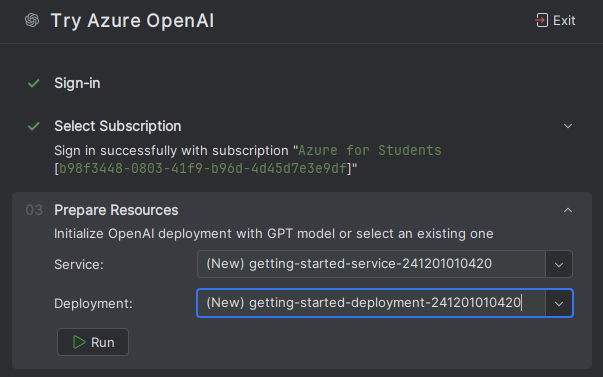 Try Azure OpenAI
Exit
Sign-in
Select Subscription
Sign in successfully with subscription "Azure for Students
[b98f3448-0803-41f9-b96d-4d45d7e3e9df]"
03 Prepare Resources
Initialize OpenAI deployment with GPT model or select an existing one
Service: (New) getting-started-service-241201010420
Deployment: (New) getting-started-deployment-241201010420
Run